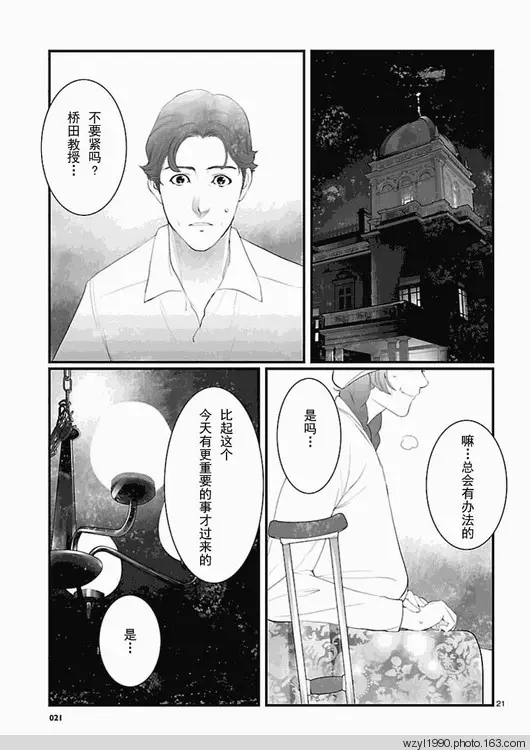 不要紧吗？
桥田教授…
嘛…总会有办法的
是吗…
比起这个
今天有更重要的事才过来的
是…
21
021
wzyl1990.photo.163.com